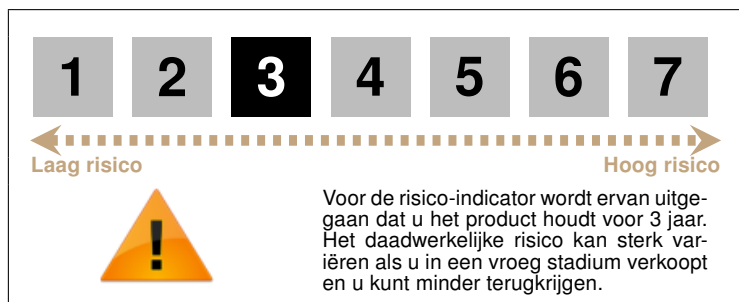 1 2 3 4 5 6 7
Laag risico Hoog risico
Voor de risico-indicator wordt ervan uitge-
gaan dat u het product houdt voor 3 jaar.
Het daadwerkelijke risico kan sterk var-
iëren als u in een vroeg stadium verkoopt
en u kunt minder terugkrijgen.